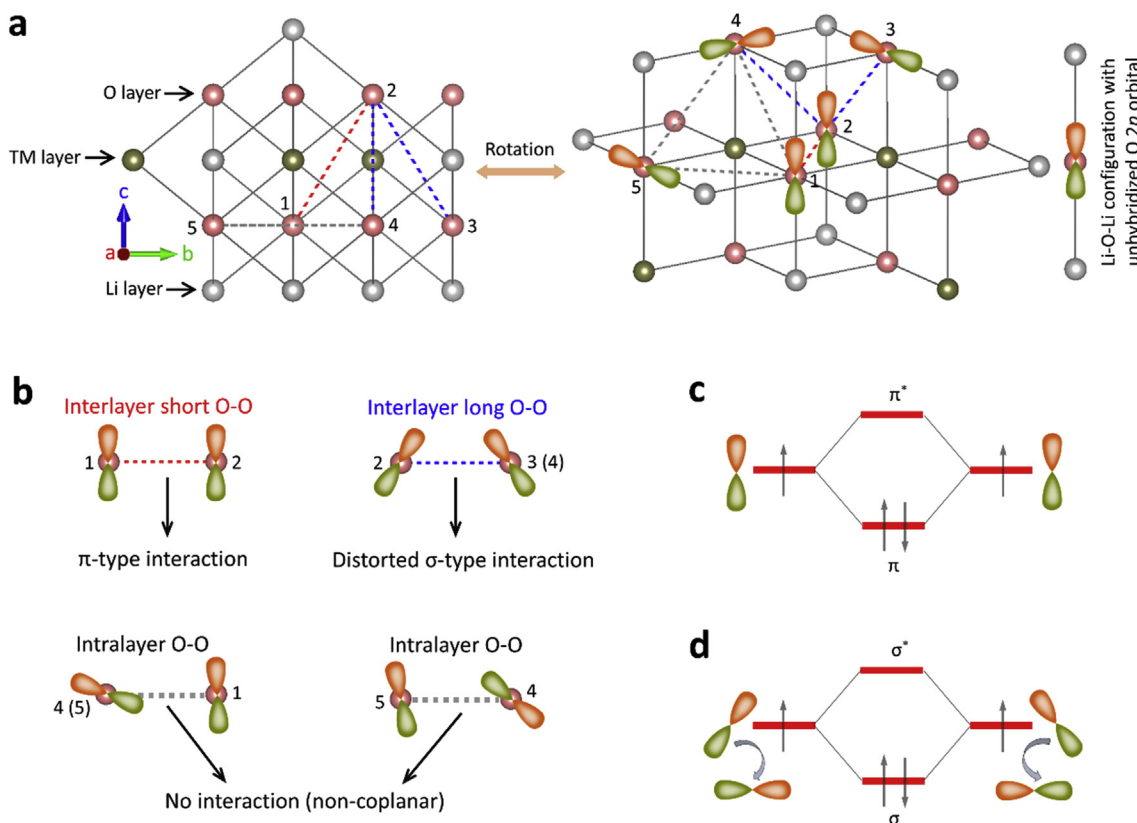 a
O layer
TM layer
Li layer
c
a
b
1
2
3
4
5
Rotation
4
3
2
1
5
Li-O-Li configuration with
unhybridized O 2p orbital
b
Interlayer short O-O
1
2
π-type interaction
Interlayer long O-O
2
3 (4)
Distorted σ-type interaction
Intralayer O-O
4 (5)
1
Intralayer O-O
5
4
No interaction (non-coplanar)
c
π*
π
d
σ*
σ